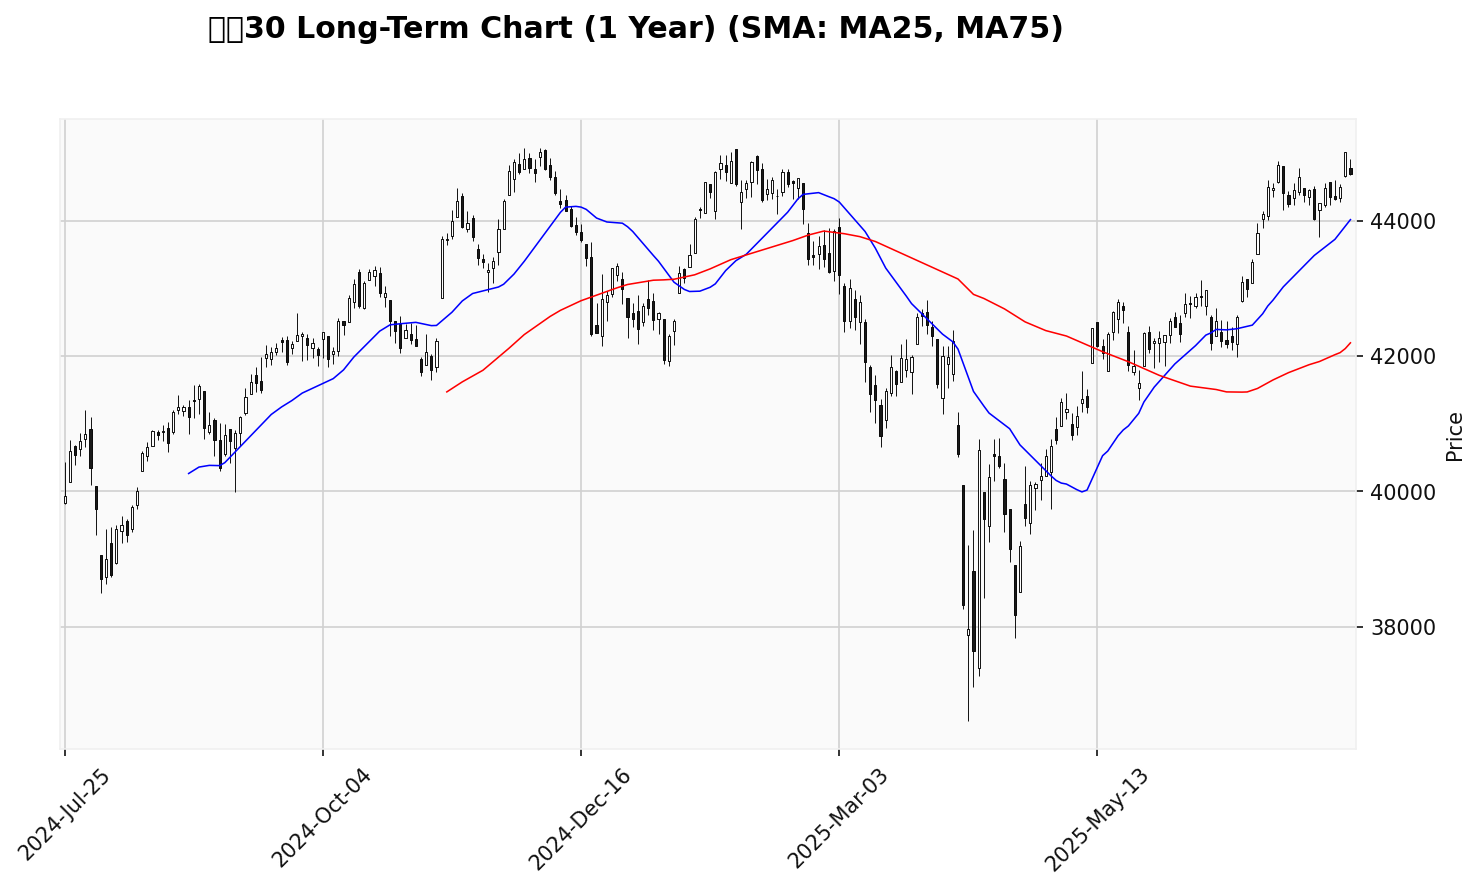 30 Long-Term Chart (1 Year) (SMA: MA25, MA75)
44000
42000
40000
38000
Price
2024-Jul-25
2024-Oct-04
2024-Dec-16
2025-Mar-03
2025-May-13